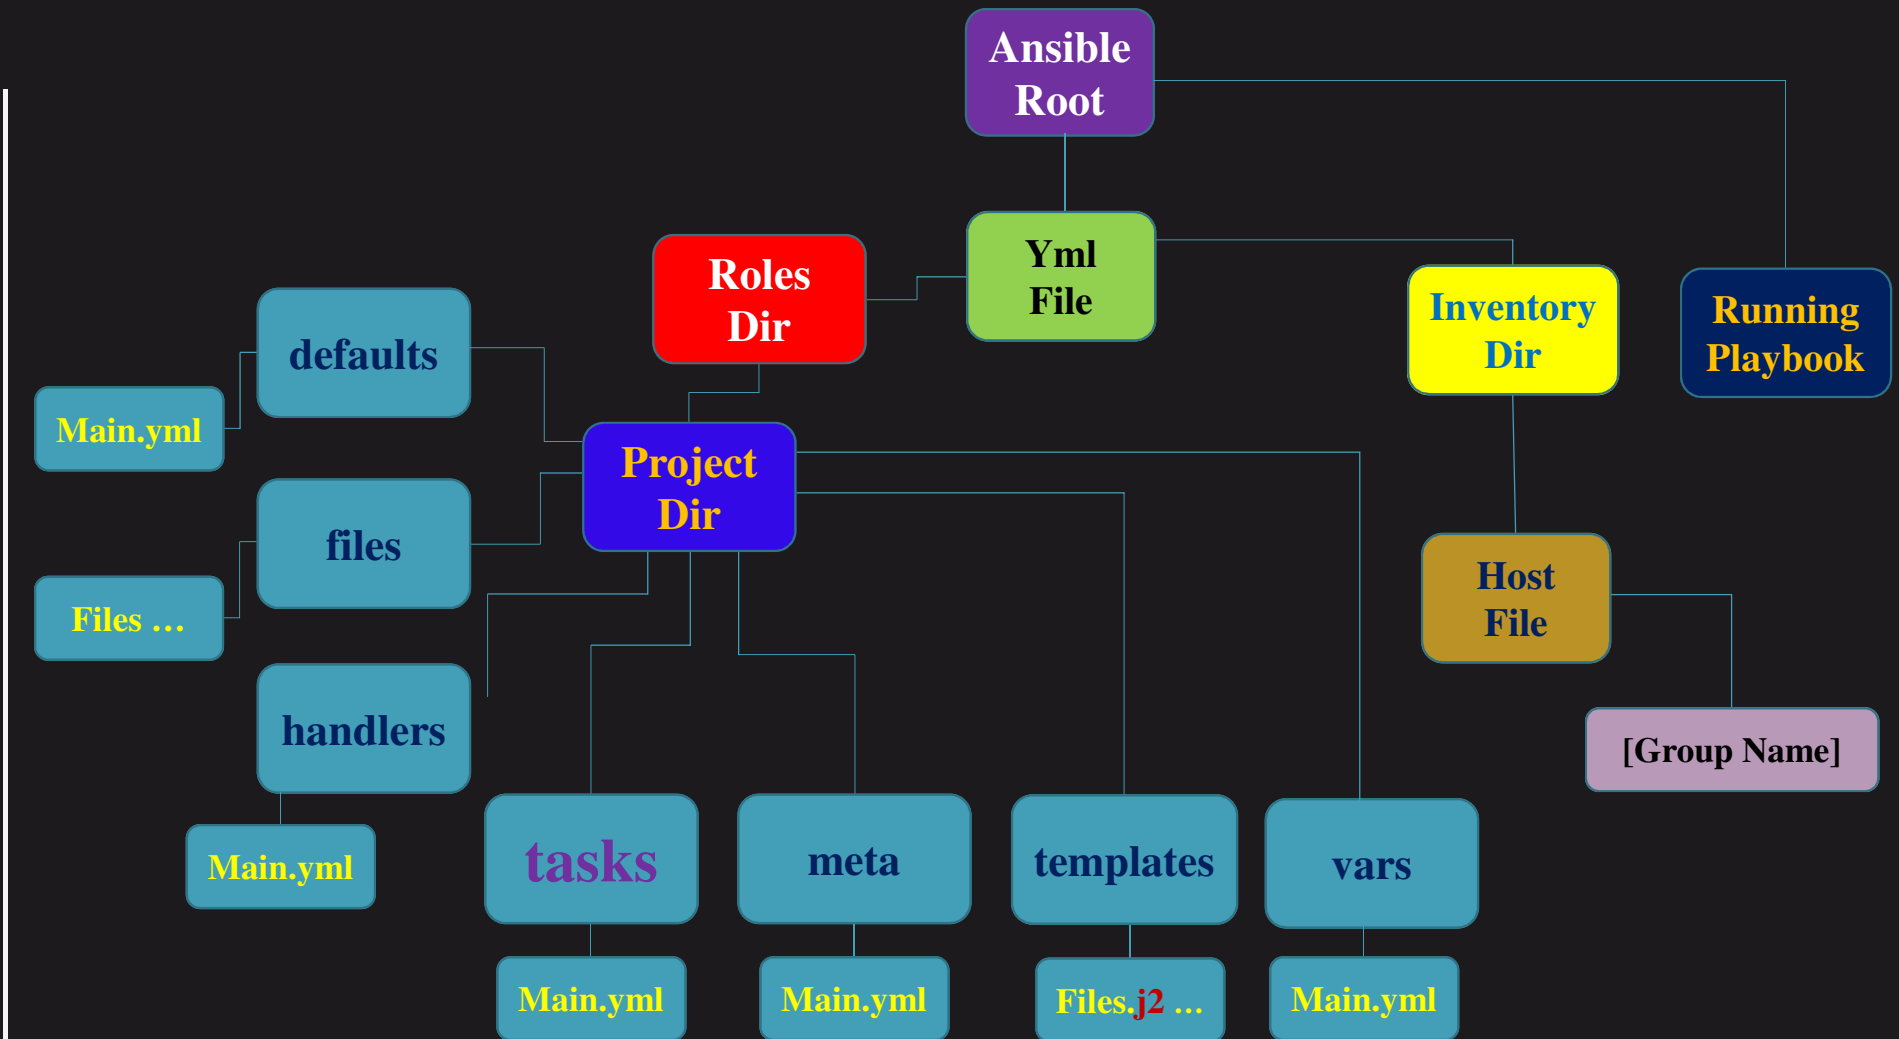 Ansible
Root
Yml
File
Roles
Dir
Inventory
Dir
Running
Playbook
defaults
Main.yml
Project
Dir
files
Files …
Host
File
handlers
[Group Name]
Main.yml
tasks
meta
templates
vars
Main.yml
Main.yml
Files.j2 …
Main.yml